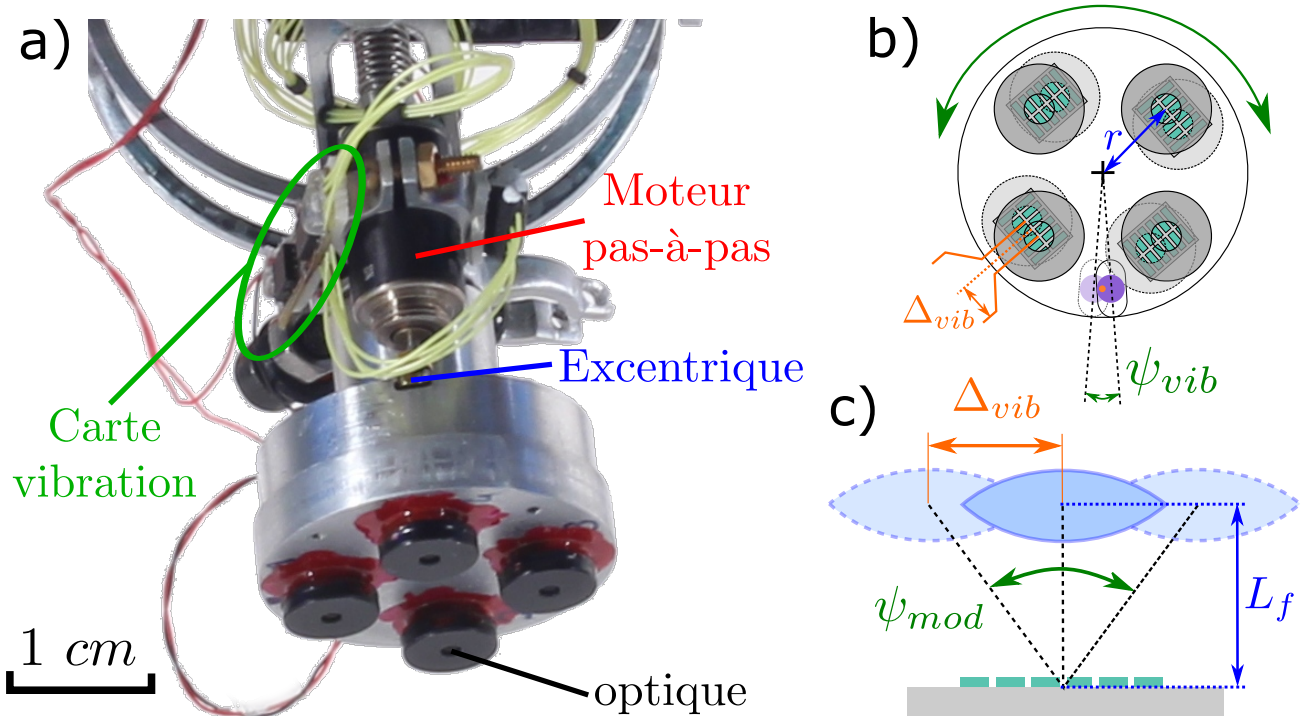 a)
Moteur
pas-à-pas
Excentrique
Carte
vibration
1 cm
optique
b)
r
Δvib
ψvib
c)
Δvib
ψmod
Lf